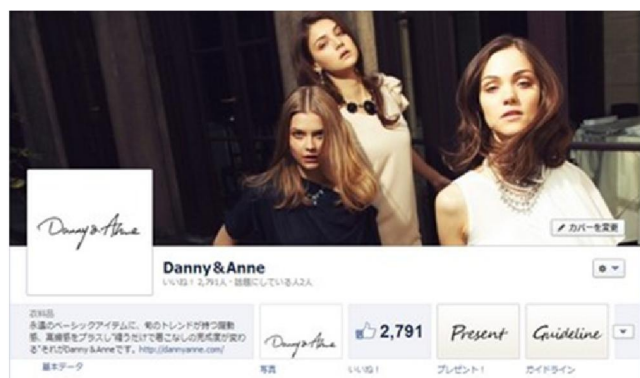 カバーを変更
Danny & Anne
Danny&Anne
いいね！ 2,791人・話題にしている人2人
衣料品
永遠のベーシックアイテムに、旬のトレンドが持つ躍動
感、高揚感をプラスし"纏うだけで着こなしの完成度が変わ
る"それがDanny&Anneです。http://dannyanne.com/
基本データ
Danny & Anne
写真
2,791
いいね！
Present
プレゼント！
Guideline
ガイドライン